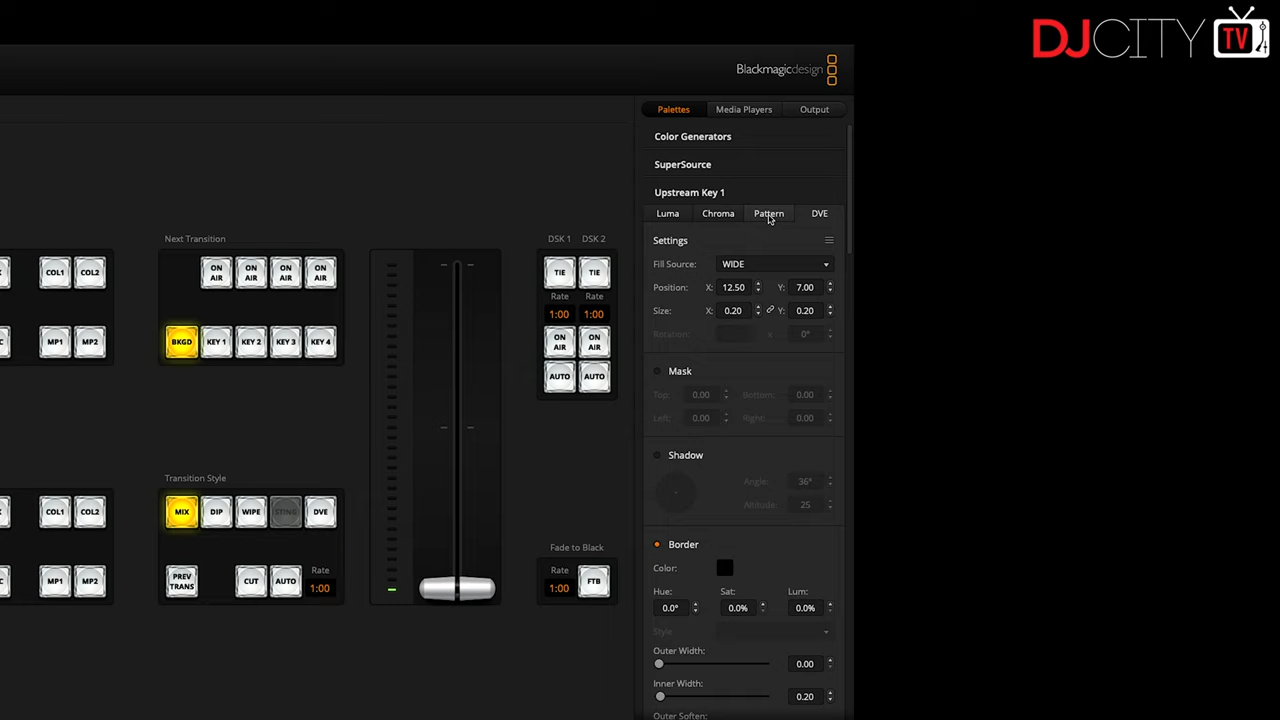 DJCITY TV
Blackmagicdesign
Palettes Media Players Output
Color Generators
SuperSource
Upstream Key 1
Luma Chroma Pattern DVE
Settings
Fill Source: WIDE
Position: X: 12.50 Y: 7.00
Size: X: 0.20 Y: 0.20
Rotation: x 0°
Mask
Top: 0.00 Bottom: 0.00
Left: 0.00 Right: 0.00
Shadow
Angle: 36°
Altitude: 25
Border
Color:
Hue: Sat: Lum:
0.0° 0.0% 0.0%
Style
Outer Width:
0.00
Inner Width:
0.20
Outer Soften:
Next Transition
COL1 COL2
ON AIR ON AIR ON AIR ON AIR
MP1 MP2
BKGD KEY 1 KEY 2 KEY 3 KEY 4
DSK 1 DSK 2
TIE TIE
Rate Rate
1:00 1:00
ON AIR ON AIR
AUTO AUTO
Transition Style
COL1 COL2
MIX DIP WIPE STING DVE
MP1 MP2
PREV TRANS CUT AUTO
Rate
1:00
Fade to Black
Rate
1:00
FTB